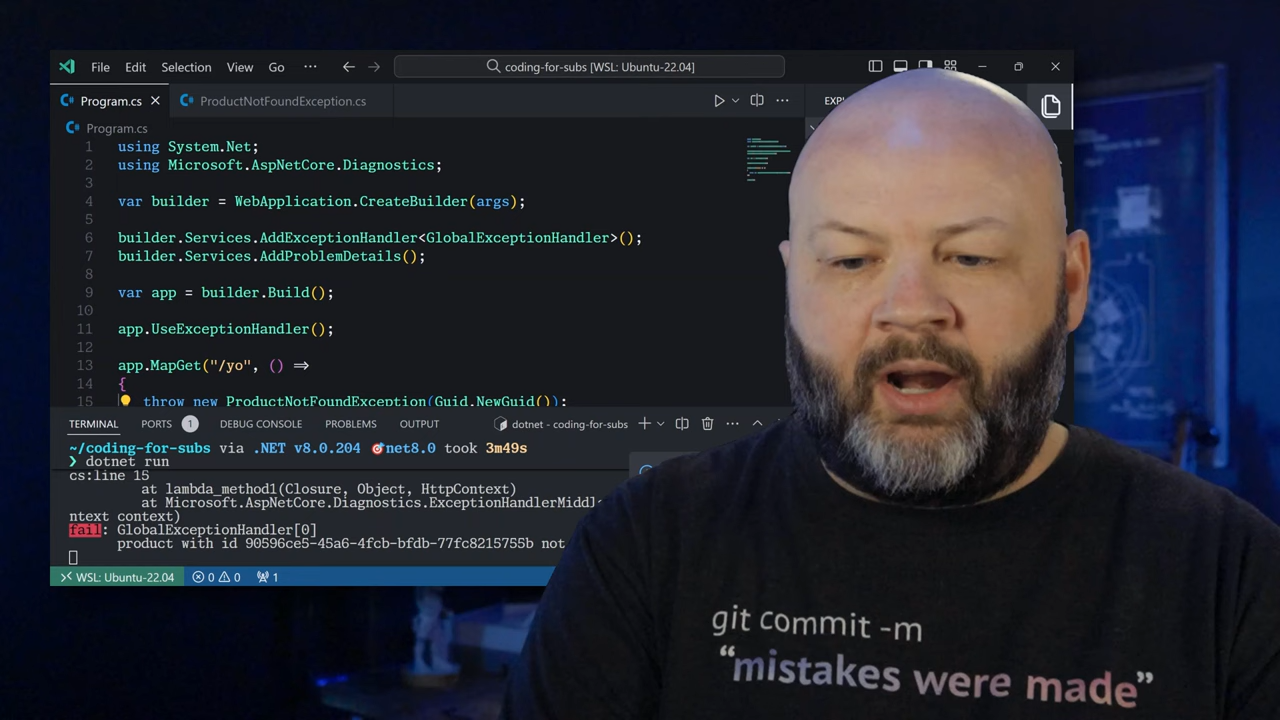 File Edit Selection View Go ··· coding-for-subs [WSL: Ubuntu-22.04]
Program.cs ProductNotFoundException.cs
Program.cs
1 using System.Net;
2 using Microsoft.AspNetCore.Diagnostics;
3
4 var builder = WebApplication.CreateBuilder(args);
5
6 builder.Services.AddExceptionHandler<GlobalExceptionHandler>();
7 builder.Services.AddProblemDetails();
8
9 var app = builder.Build();
10
11 app.UseExceptionHandler();
12
13 app.MapGet("/yo", () =>
14 {
15 throw new ProductNotFoundException(Guid.NewGuid());
TERMINAL PORTS 1 DEBUG CONSOLE PROBLEMS OUTPUT dotnet - coding-for-subs
~/coding-for-subs via .NET v8.0.204 🎯 net8.0 took 3m49s
❯ dotnet run
cs:line 15
at lambda_method1(Closure, Object, HttpContext)
at Microsoft.AspNetCore.Diagnostics.ExceptionHandlerMiddl
ntext context)
fail: GlobalExceptionHandler[0]
product with id 90596ce5-45a6-4fcb-bfdb-77fc8215755b not
WSL: Ubuntu-22.04 0 0 1
git commit -m
“mistakes were made”